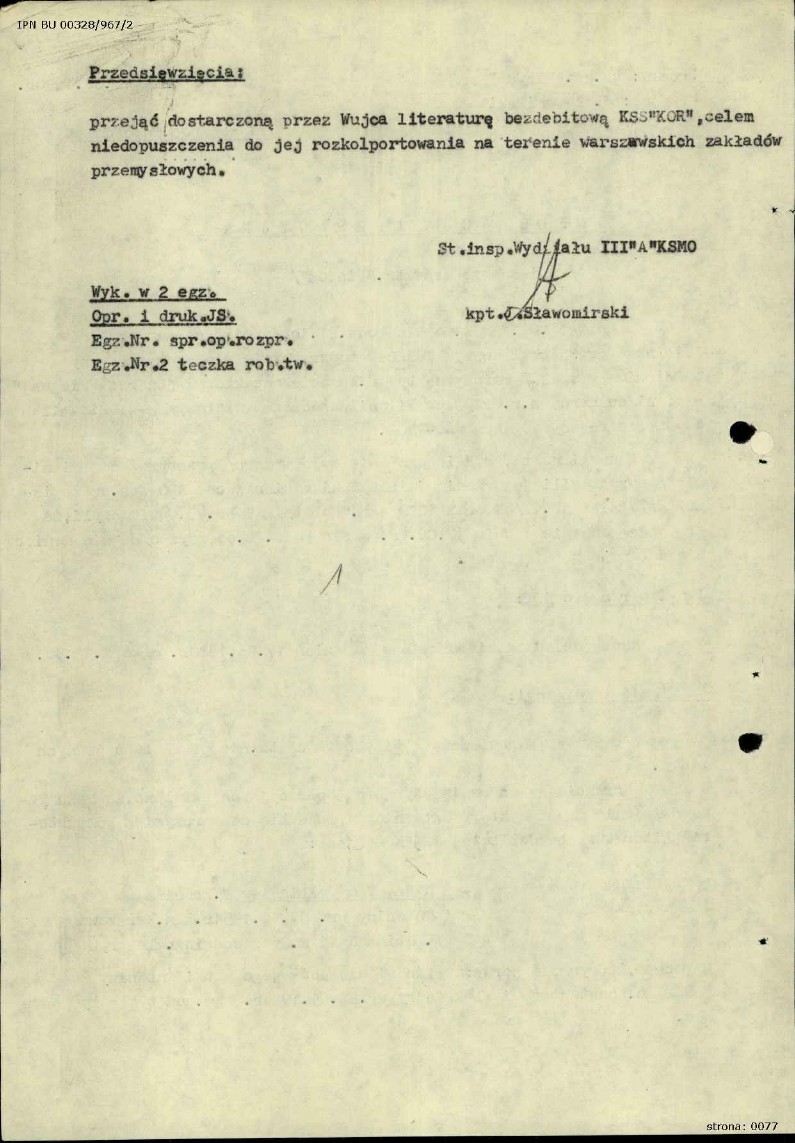 IPN BU 00328/967/2
Przedsięwzięcia:
przejąć dostarczoną przez Wujca literaturę bezdebitową KSS"KOR",celem
niedopuszczenia do jej rozkolportowania na terenie warszawskich zakładów
przemysłowych.
St.insp.Wydziału III"A"KSMO
kpt.J.Sławomirski
Wyk. w 2 egz.
Opr. i druk.JS.
Egz.Nr. spr.op.rozpr.
Egz.Nr.2 teczka rob.tw.
1
strona: 0077